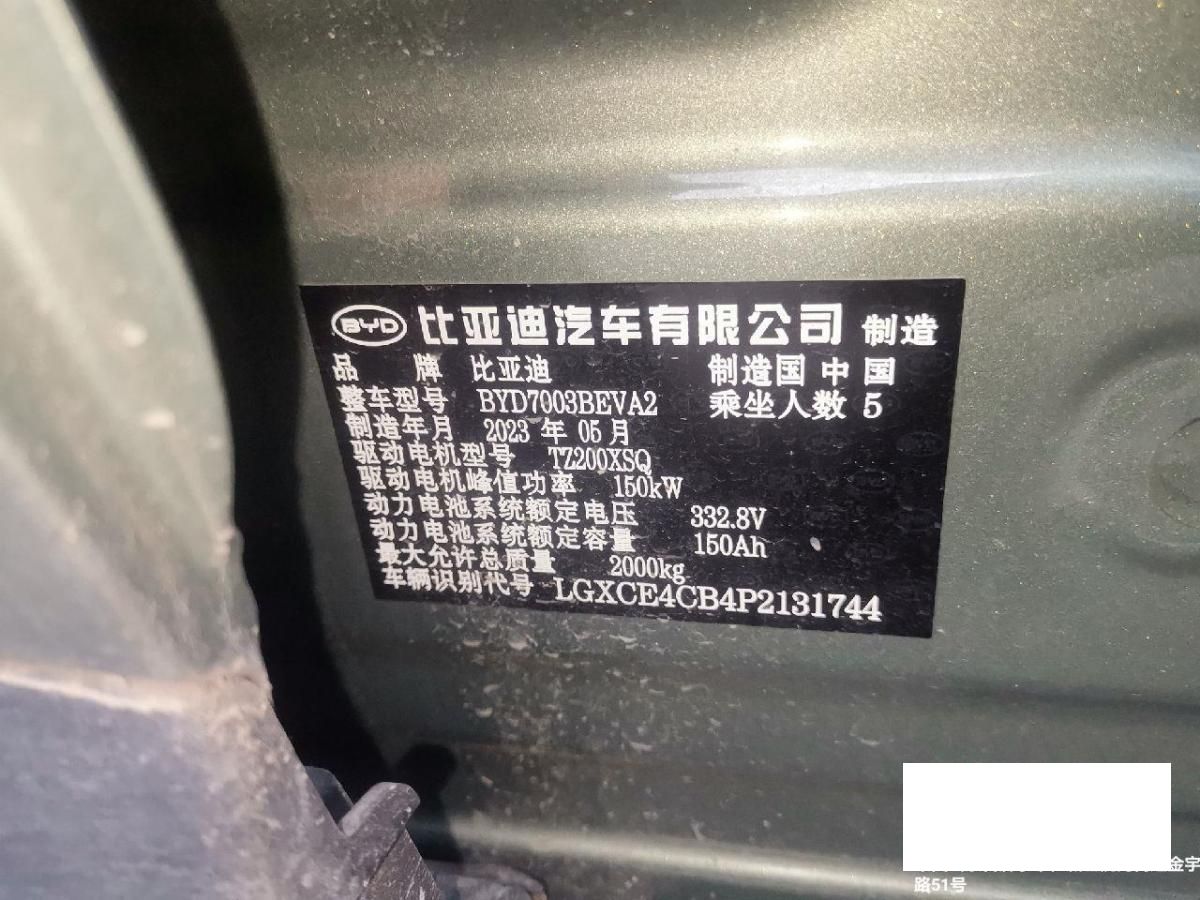 BYD 比亚迪汽车有限公司 制造
品 牌 比亚迪 制造国 中国
整车型号 BYD7003BEVA2 乘坐人数 5
制造年月 2023 年 05 月
驱动电机型号 TZ200XSQ
驱动电机峰值功率 150kW
动力电池系统额定电压 332.8V
动力电池系统额定容量 150Ah
最大允许总质量 2000kg
车辆识别代号 LGXCE4CB4P2131744
金宇
路51号